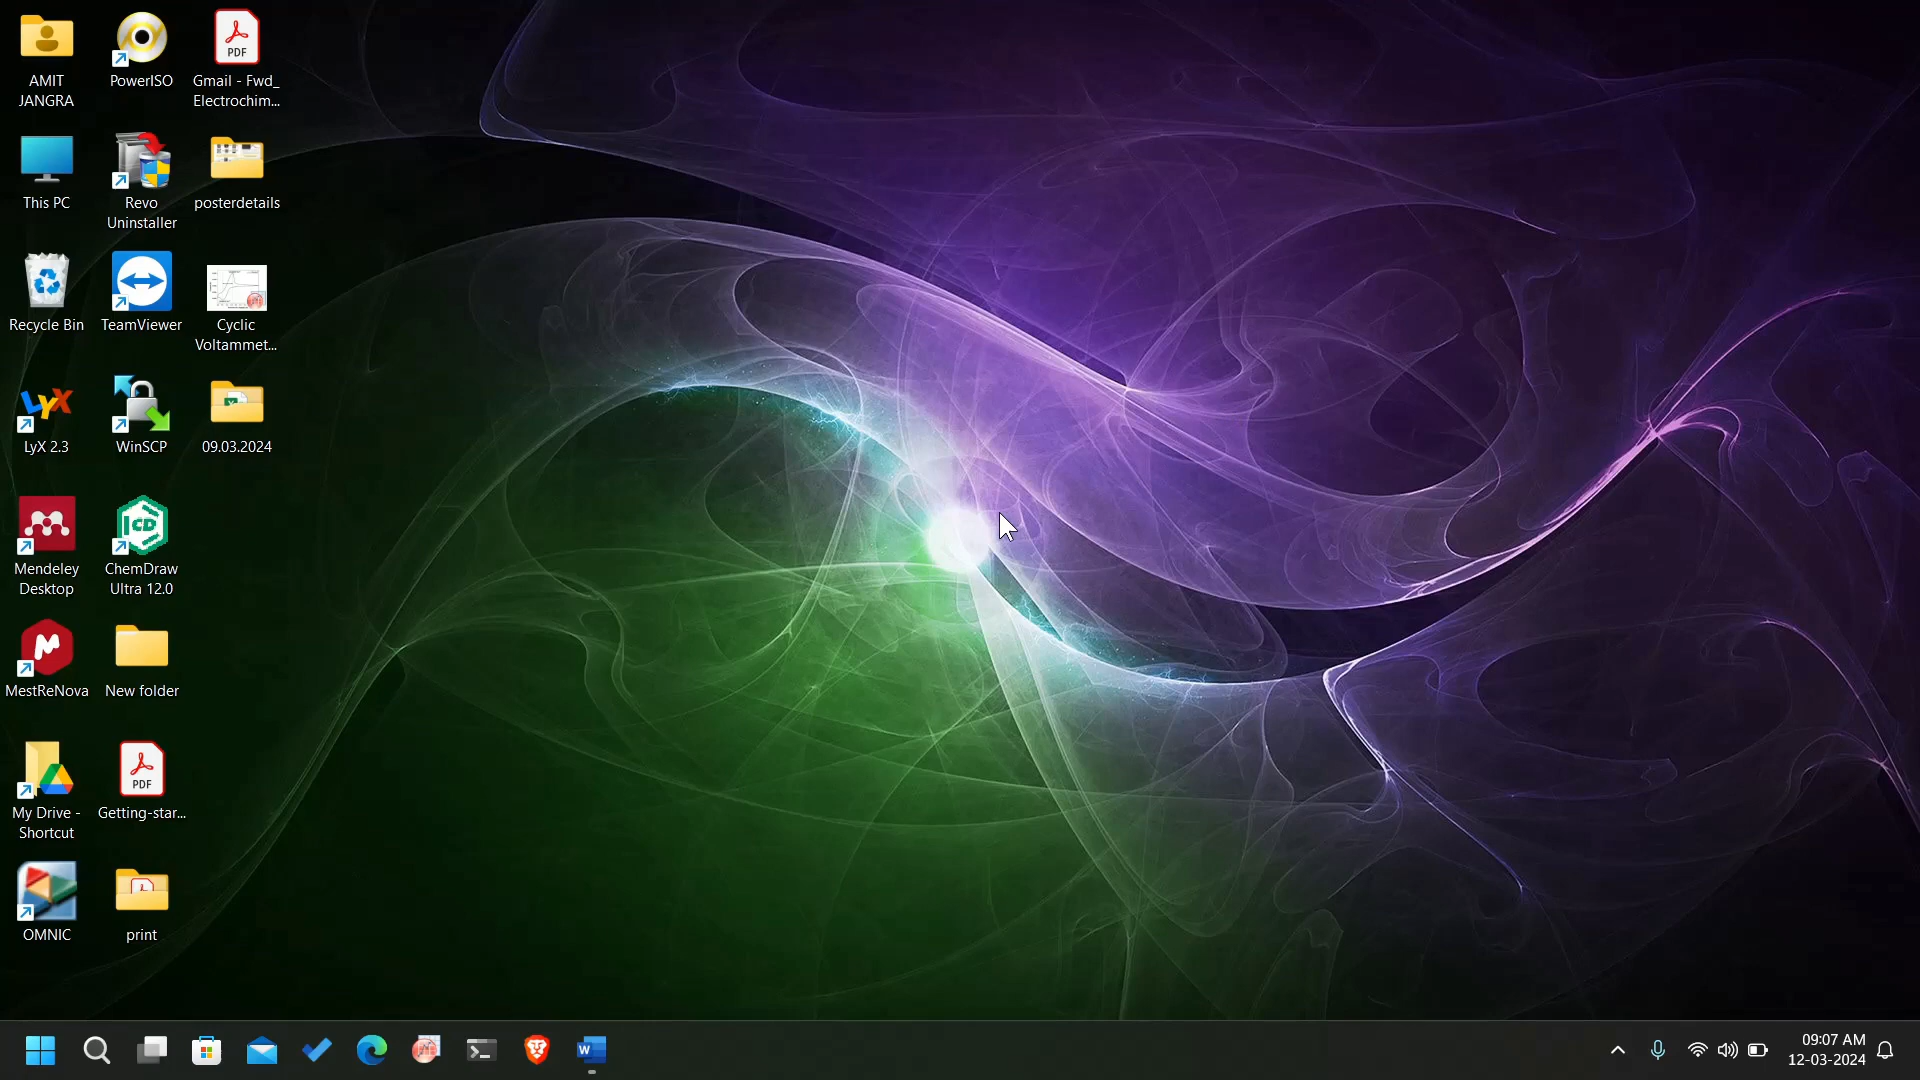 AMIT
JANGRA
PowerISO
PDF
Gmail - Fwd_
Electrochim...
This PC
Revo
Uninstaller
posterdetails
Recycle Bin
TeamViewer
Cyclic
Voltammet...
LyX
LyX 2.3
WinSCP
09.03.2024
Mendeley
Desktop
CD
ChemDraw
Ultra 12.0
MestReNova
New folder
My Drive -
Shortcut
PDF
Getting-star...
OMNIC
print
W
09:07 AM
12-03-2024